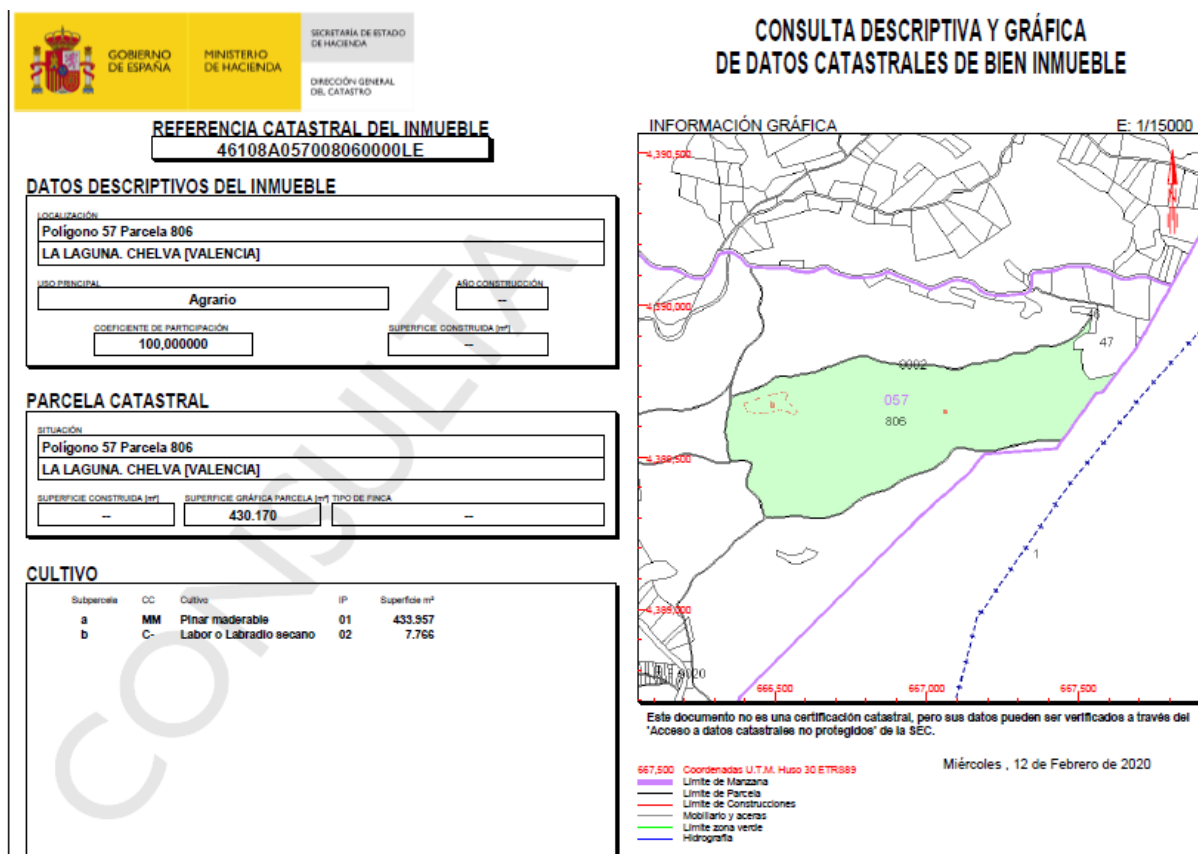 GOBIERNO
DE ESPAÑA
MINISTERIO
DE HACIENDA
SECRETARÍA DE ESTADO
DE HACIENDA
DIRECCIÓN GENERAL
DEL CATASTRO
REFERENCIA CATASTRAL DEL INMUEBLE
46108A057008060000LE
DATOS DESCRIPTIVOS DEL INMUEBLE
LOCALIZACIÓN
Polígono 57 Parcela 806
LA LAGUNA. CHELVA [VALENCIA]
USO PRINCIPAL
Agrario
AÑO CONSTRUCCIÓN
--
COEFICIENTE DE PARTICIPACIÓN
100,000000
SUPERFICIE CONSTRUIDA [m²]
--
PARCELA CATASTRAL
SITUACIÓN
Polígono 57 Parcela 806
LA LAGUNA. CHELVA [VALENCIA]
SUPERFICIE CONSTRUIDA [m²] SUPERFICIE GRÁFICA PARCELA [m²] TIPO DE FINCA
-- 430.170 --
CULTIVO
Subparcela CC Cultivo IP Superficie m²
a MM Pinar maderable 01 433.957
b C- Labor o Labradío secano 02 7.766
CONSULTA
CONSULTA DESCRIPTIVA Y GRÁFICA
DE DATOS CATASTRALES DE BIEN INMUEBLE
INFORMACIÓN GRÁFICA E: 1/15000
4,390,500
4,390,000
47
0002
057
806
4,389,500
1
4,389,000
9020
666,500 667,000 667,500
Este documento no es una certificación catastral, pero sus datos pueden ser verificados a través del
"Acceso a datos catastrales no protegidos" de la SEC.
667,500 Coordenadas U.T.M. Huso 30 ETRS89
Límite de Manzana
Límite de Parcela
Límite de Construcciones
Mobiliario y aceras
Límite zona verde
Hidrografía
Miércoles , 12 de Febrero de 2020